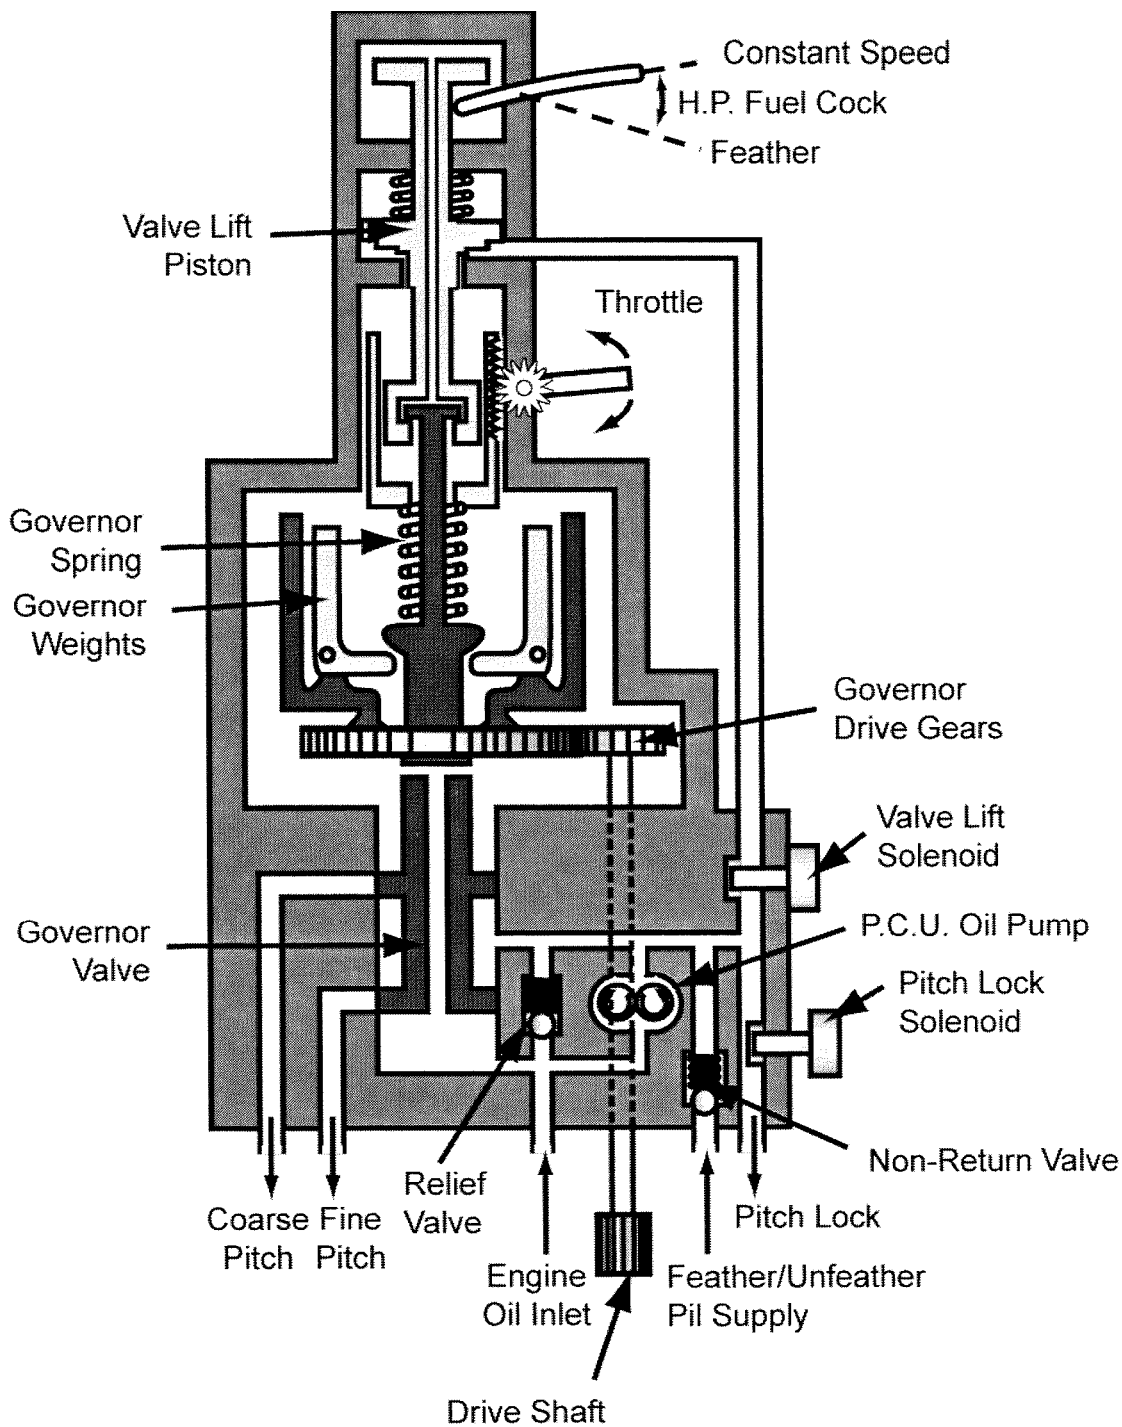 Constant Speed
H.P. Fuel Cock
Feather
Valve Lift
Piston
Throttle
Governor
Spring
Governor
Weights
Governor
Drive Gears
Valve Lift
Solenoid
P.C.U. Oil Pump
Governor
Valve
Pitch Lock
Solenoid
Non-Return Valve
Relief
Valve
Coarse Fine
Pitch Pitch
Pitch Lock
Engine
Oil Inlet
Feather/Unfeather
Pil Supply
Drive Shaft